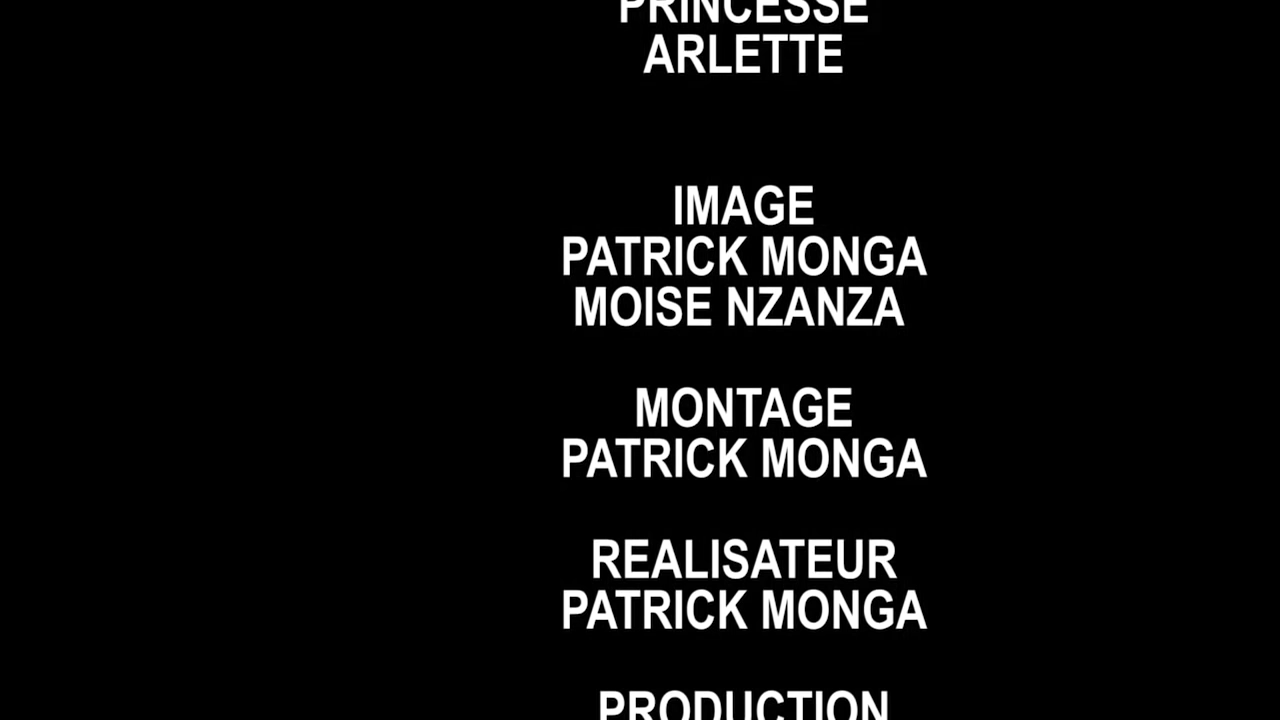 PRINCESSE
ARLETTE
IMAGE
PATRICK MONGA
MOISE NZANZA
MONTAGE
PATRICK MONGA
REALISATEUR
PATRICK MONGA
PRODUCTION